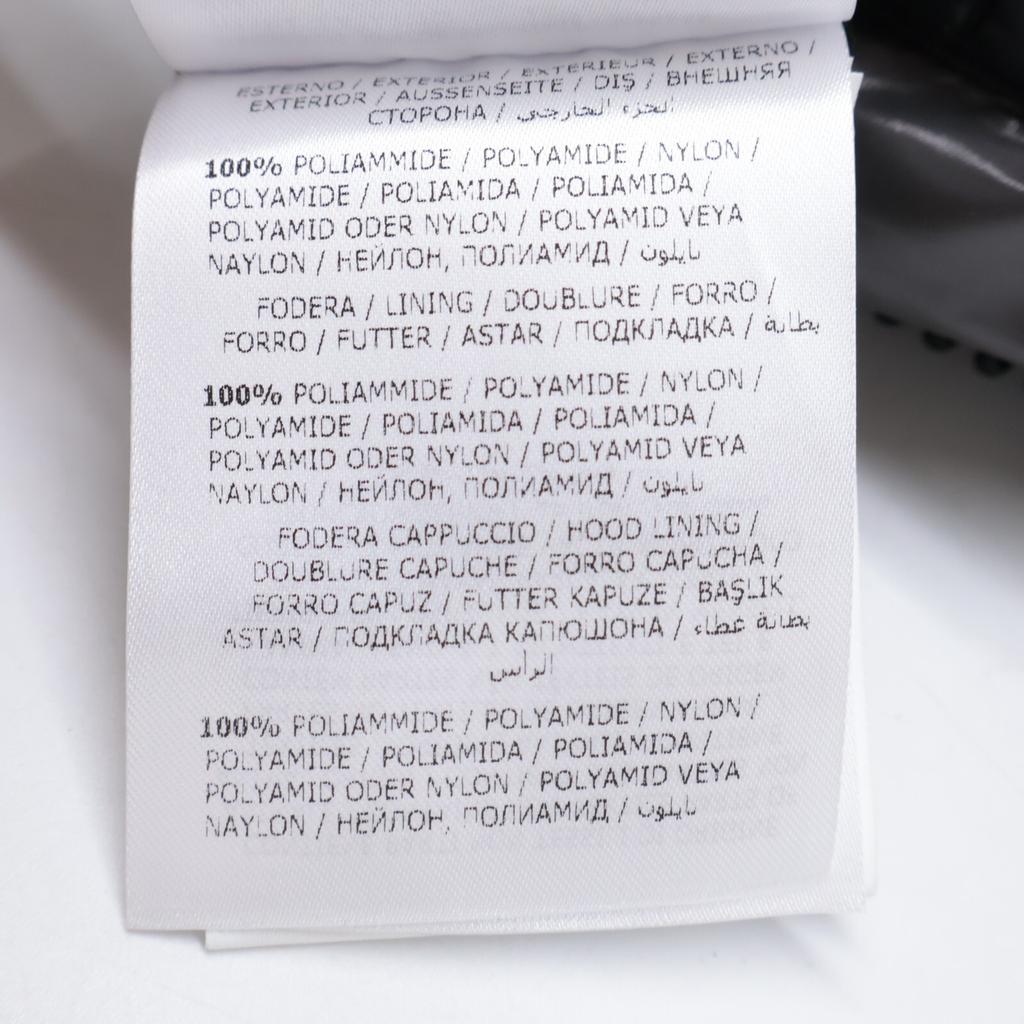 ESTERNO / EXTERIOR / EXTERIEUR / EXTERNO /
EXTERIOR / AUSSENSEITE / DIŞ / ВНЕШНЯЯ
СТОРОНА / الجزء الخارجي
100% POLIAMMIDE / POLYAMIDE / NYLON /
POLYAMIDE / POLIAMIDA / POLIAMIDA /
POLYAMID ODER NYLON / POLYAMID VEYA
NAYLON / НЕЙЛОН, ПОЛИАМИД / نايلون
FODERA / LINING / DOUBLURE / FORRO /
FORRO / FUTTER / ASTAR / ПОДКЛАДКА / بطانة
100% POLIAMMIDE / POLYAMIDE / NYLON /
POLYAMIDE / POLIAMIDA / POLIAMIDA /
POLYAMID ODER NYLON / POLYAMID VEYA
NAYLON / НЕЙЛОН, ПОЛИАМИД / نايلون
FODERA CAPPUCCIO / HOOD LINING /
DOUBLURE CAPUCHE / FORRO CAPUCHA /
FORRO CAPUZ / FUTTER KAPUZE / BAŞLIK
ASTAR / ПОДКЛАДКА КАПЮШОНА / بطانة غطاء
الرأس
100% POLIAMMIDE / POLYAMIDE / NYLON /
POLYAMIDE / POLIAMIDA / POLIAMIDA /
POLYAMID ODER NYLON / POLYAMID VEYA
NAYLON / НЕЙЛОН, ПОЛИАМИД / نايلون